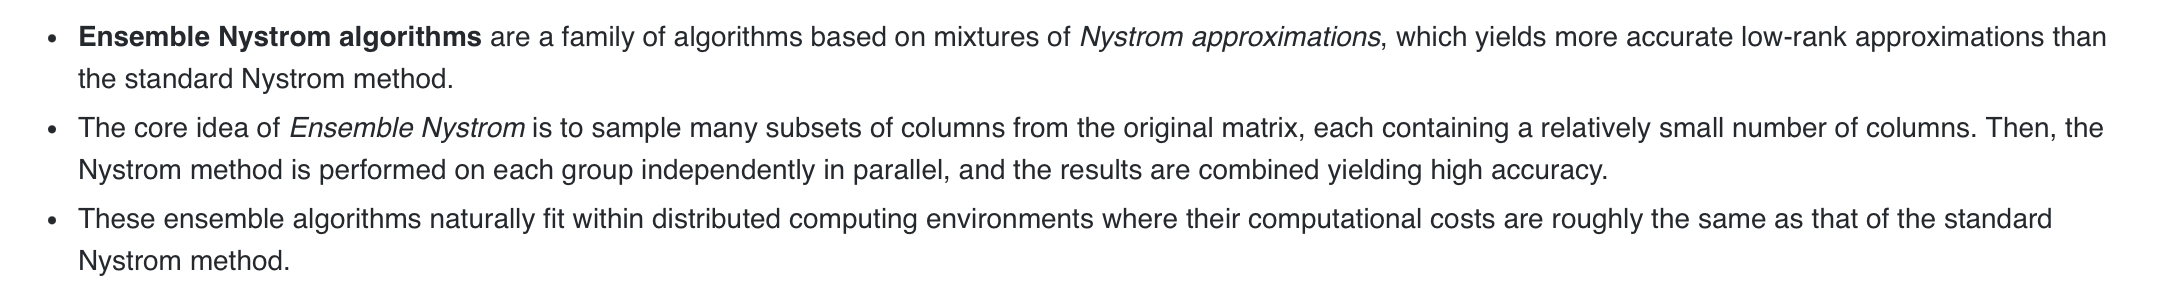 • Ensemble Nystrom algorithms are a family of algorithms based on mixtures of Nystrom approximations, which yields more accurate low-rank approximations than
the standard Nystrom method.
• The core idea of Ensemble Nystrom is to sample many subsets of columns from the original matrix, each containing a relatively small number of columns. Then, the
Nystrom method is performed on each group independently in parallel, and the results are combined yielding high accuracy.
• These ensemble algorithms naturally fit within distributed computing environments where their computational costs are roughly the same as that of the standard
Nystrom method.